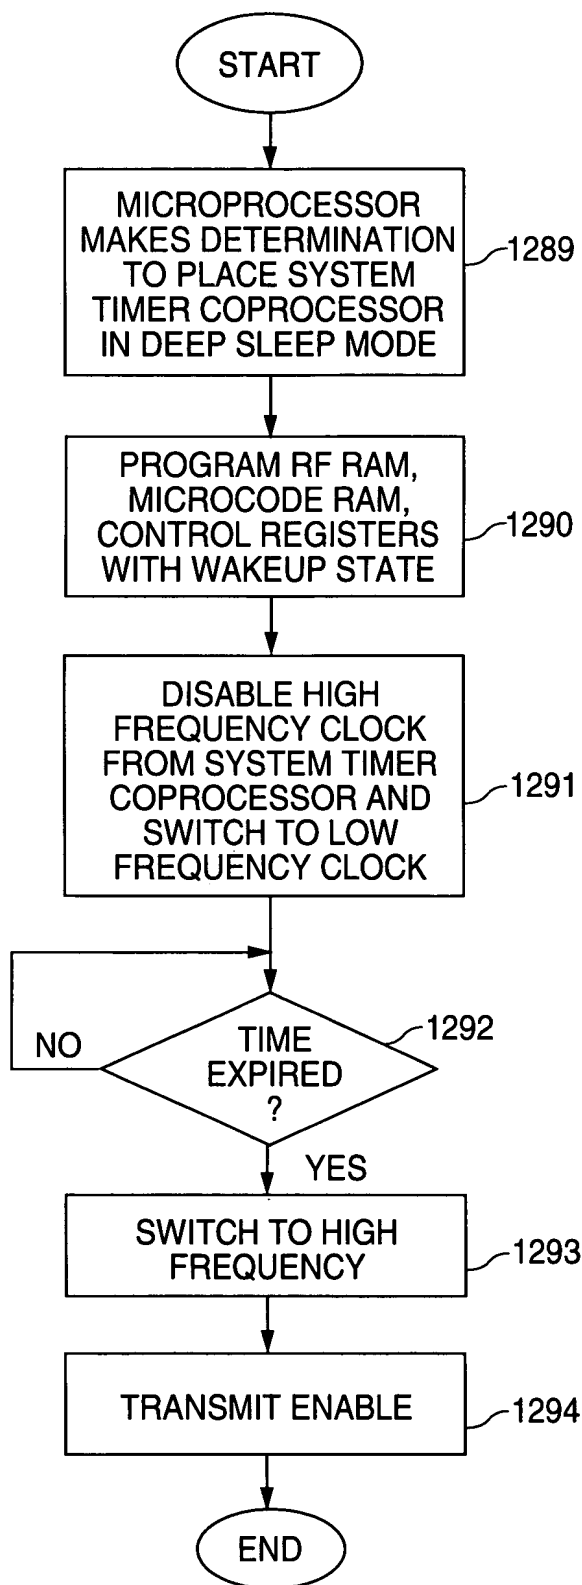 START
MICROPROCESSOR
MAKES DETERMINATION
TO PLACE SYSTEM
TIMER COPROCESSOR
IN DEEP SLEEP MODE
1289
PROGRAM RF RAM,
MICROCODE RAM,
CONTROL REGISTERS
WITH WAKEUP STATE
1290
DISABLE HIGH
FREQUENCY CLOCK
FROM SYSTEM TIMER
COPROCESSOR AND
SWITCH TO LOW
FREQUENCY CLOCK
1291
TIME
EXPIRED
?
1292
NO
YES
SWITCH TO HIGH
FREQUENCY
1293
TRANSMIT ENABLE
1294
END